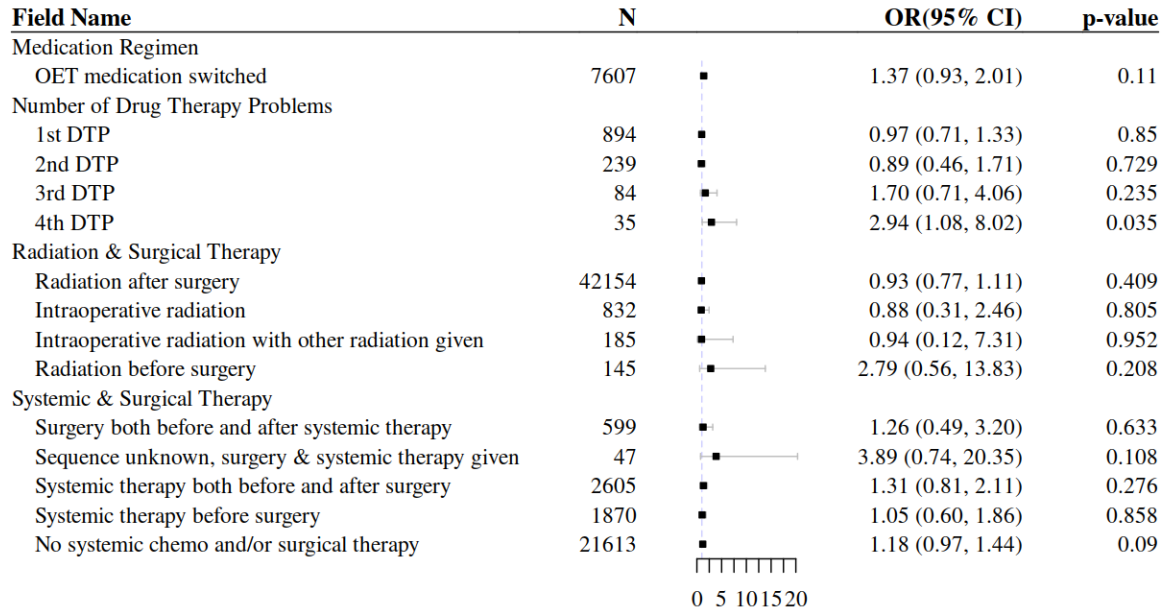 Field Name N OR(95% CI) p-value
Medication Regimen
OET medication switched 7607 1.37 (0.93, 2.01) 0.11
Number of Drug Therapy Problems
1st DTP 894 0.97 (0.71, 1.33) 0.85
2nd DTP 239 0.89 (0.46, 1.71) 0.729
3rd DTP 84 1.70 (0.71, 4.06) 0.235
4th DTP 35 2.94 (1.08, 8.02) 0.035
Radiation & Surgical Therapy
Radiation after surgery 42154 0.93 (0.77, 1.11) 0.409
Intraoperative radiation 832 0.88 (0.31, 2.46) 0.805
Intraoperative radiation with other radiation given 185 0.94 (0.12, 7.31) 0.952
Radiation before surgery 145 2.79 (0.56, 13.83) 0.208
Systemic & Surgical Therapy
Surgery both before and after systemic therapy 599 1.26 (0.49, 3.20) 0.633
Sequence unknown, surgery & systemic therapy given 47 3.89 (0.74, 20.35) 0.108
Systemic therapy both before and after surgery 2605 1.31 (0.81, 2.11) 0.276
Systemic therapy before surgery 1870 1.05 (0.60, 1.86) 0.858
No systemic chemo and/or surgical therapy 21613 1.18 (0.97, 1.44) 0.09
0 5 10 15 20